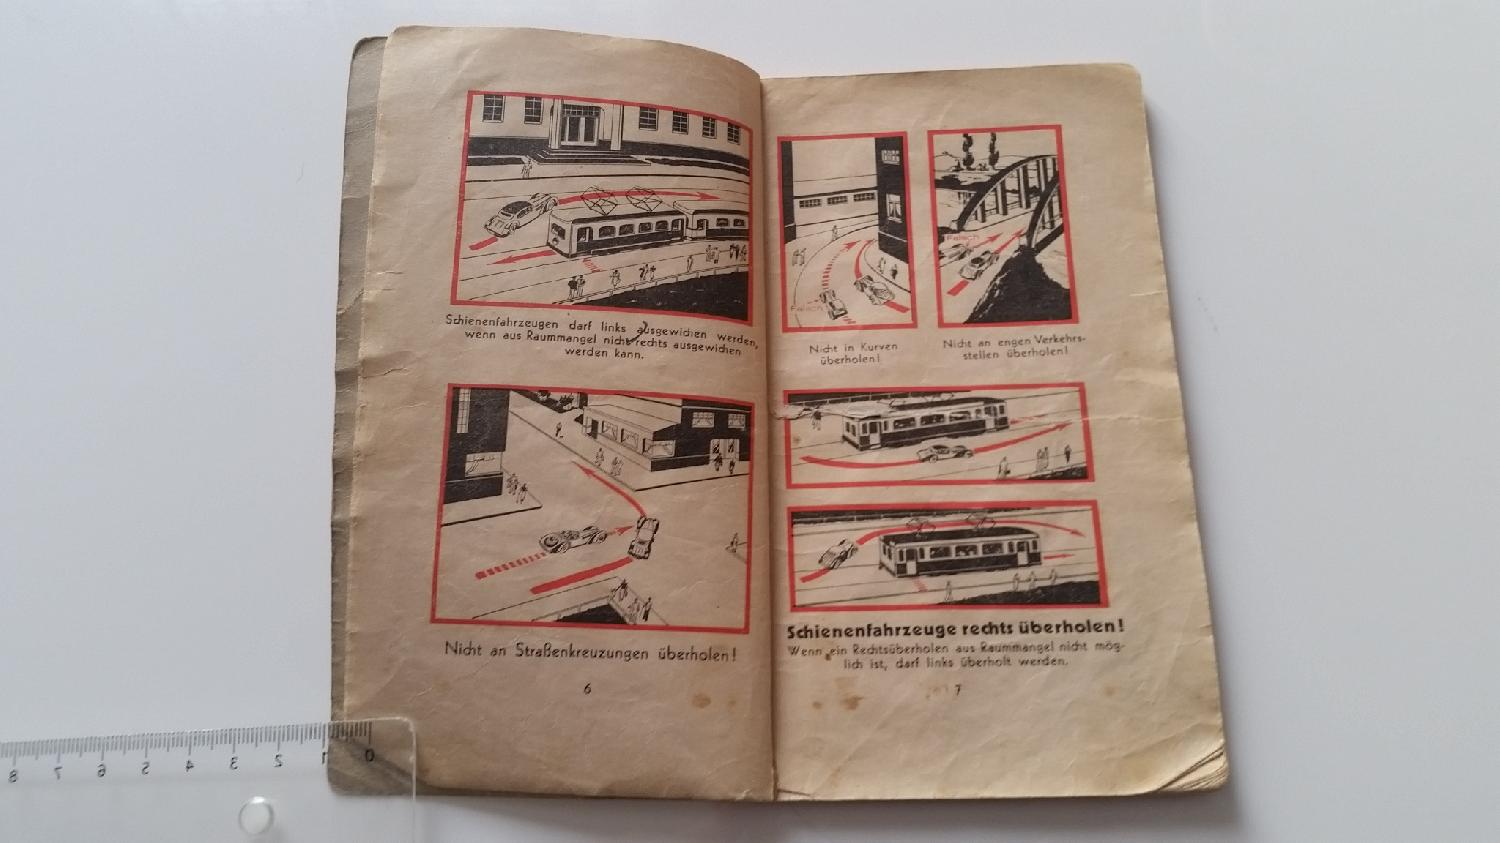 Schienenfahrzeugen darf links ausgewichen werden,
wenn aus Raummangel nicht rechts ausgewichen
werden kann.
Nicht an Straßenkreuzungen überholen!
6
Falsch
Nicht in Kurven
überholen!
Falsch
Nicht an engen Verkehrs-
stellen überholen!
Schienenfahrzeuge rechts überholen!
Wenn ein Rechtsüberholen aus Raummangel nicht mög-
lich ist, darf links überholt werden.
7
8 7 6 5 4 3 2 1 0